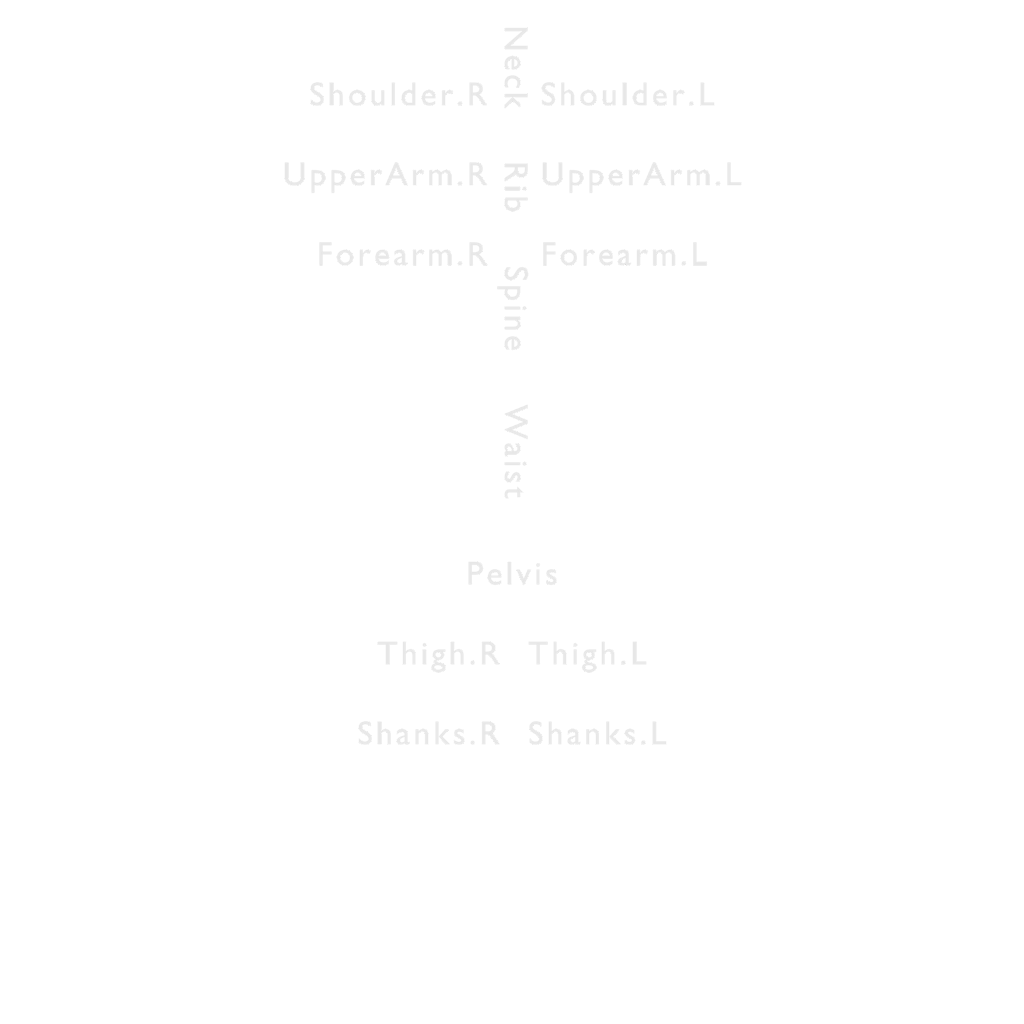 Neck
Shoulder.R Shoulder.L
UpperArm.R Rib UpperArm.L
Forearm.R Forearm.L
Spine
Waist
Pelvis
Thigh.R Thigh.L
Shanks.R Shanks.L